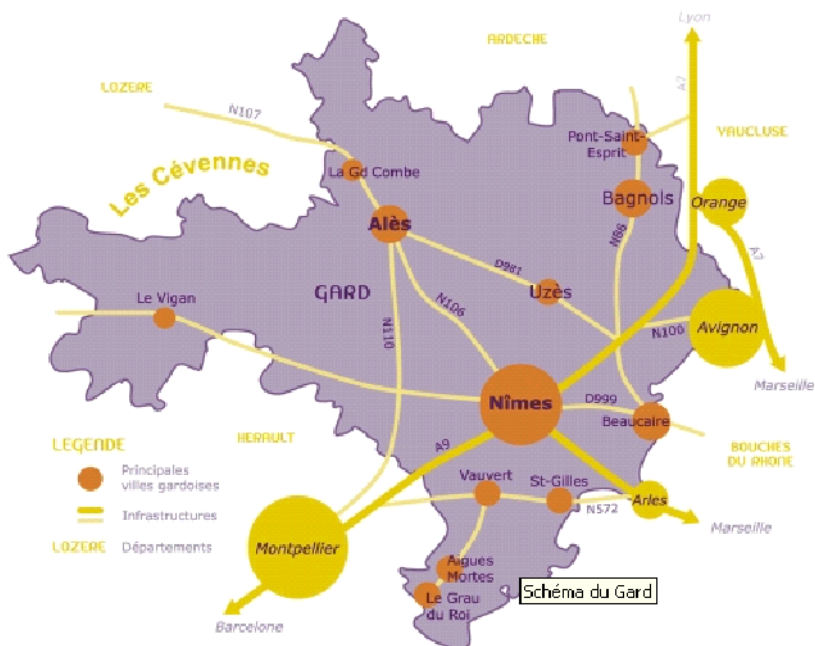 Lyon
ARDECHE
A7
LOZERE
N107
VAUCLUSE
Pont-Saint-
Esprit
Les Cévennes
La Gd Combe
Bagnols
Orange
Alès
N86
A7
D981
Uzès
GARD
N106
Le Vigan
N110
N100
Avignon
Marseille
Nîmes
D999
Beaucaire
LEGENDE
HERAULT
A9
BOUCHES
DU RHONE
Principales
villes gardoises
Vauvert
St-Gilles
Infrastructures
Arles
N572
Marseille
LOZERE Départements
Montpellier
Aigues
Mortes
Schéma du Gard
Le Grau
du Roi
Barcelone